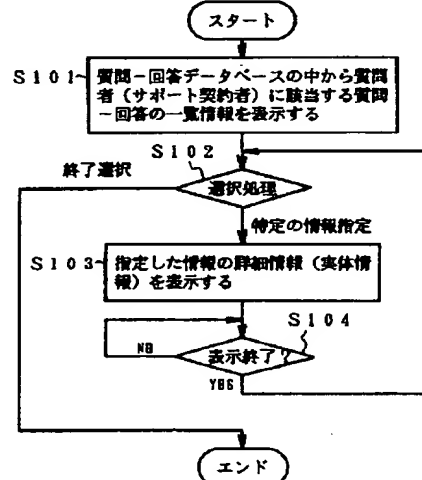 スタート
S101
質問－回答データベースの中から質問
者（サポート契約者）に該当する質問
－回答の一覧情報を表示する
S102
終了選択
選択処理
特定の情報指定
S103
指定した情報の詳細情報（実体情
報）を表示する
S104
NO
表示終了？
YES
エンド